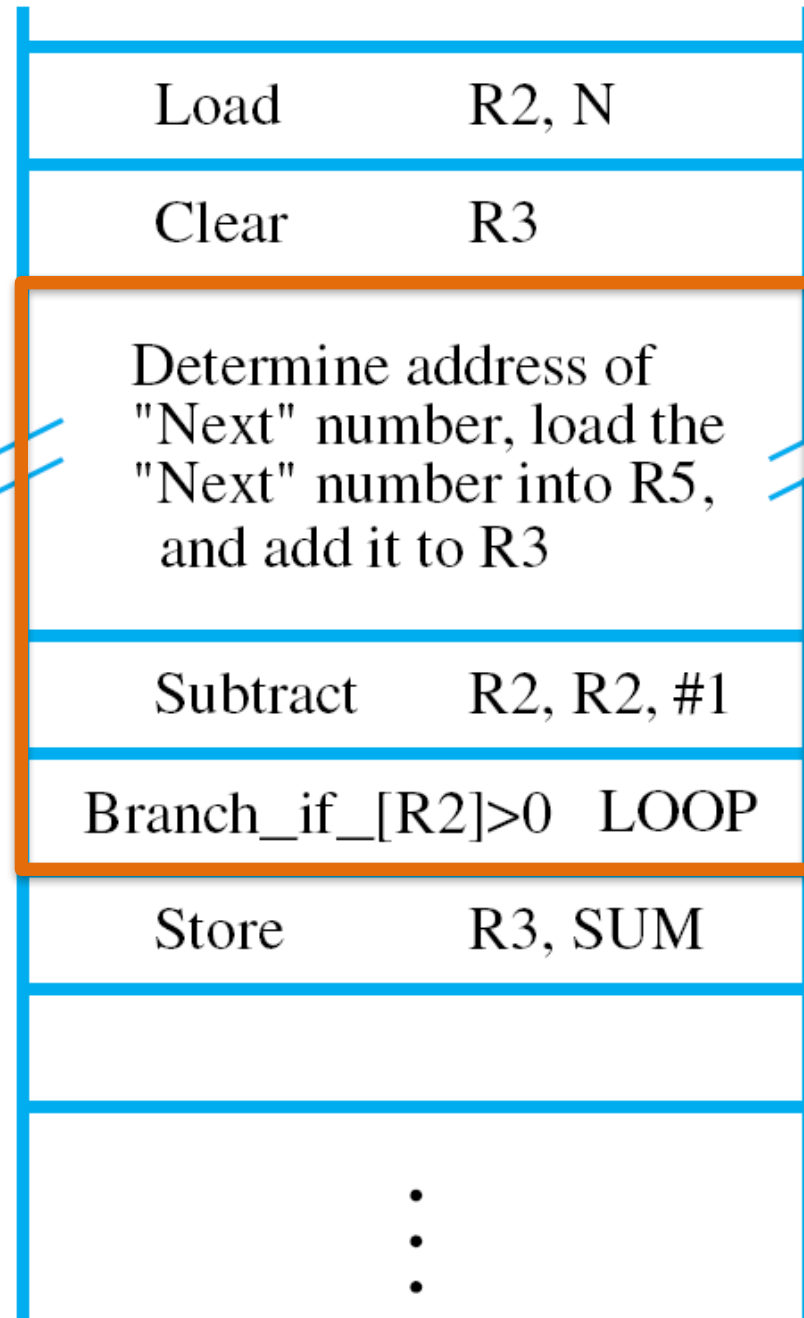 Load R2, N
Clear R3
Determine address of
"Next" number, load the
"Next" number into R5,
and add it to R3
Subtract R2, R2, #1
Branch_if_[R2]>0 LOOP
Store R3, SUM